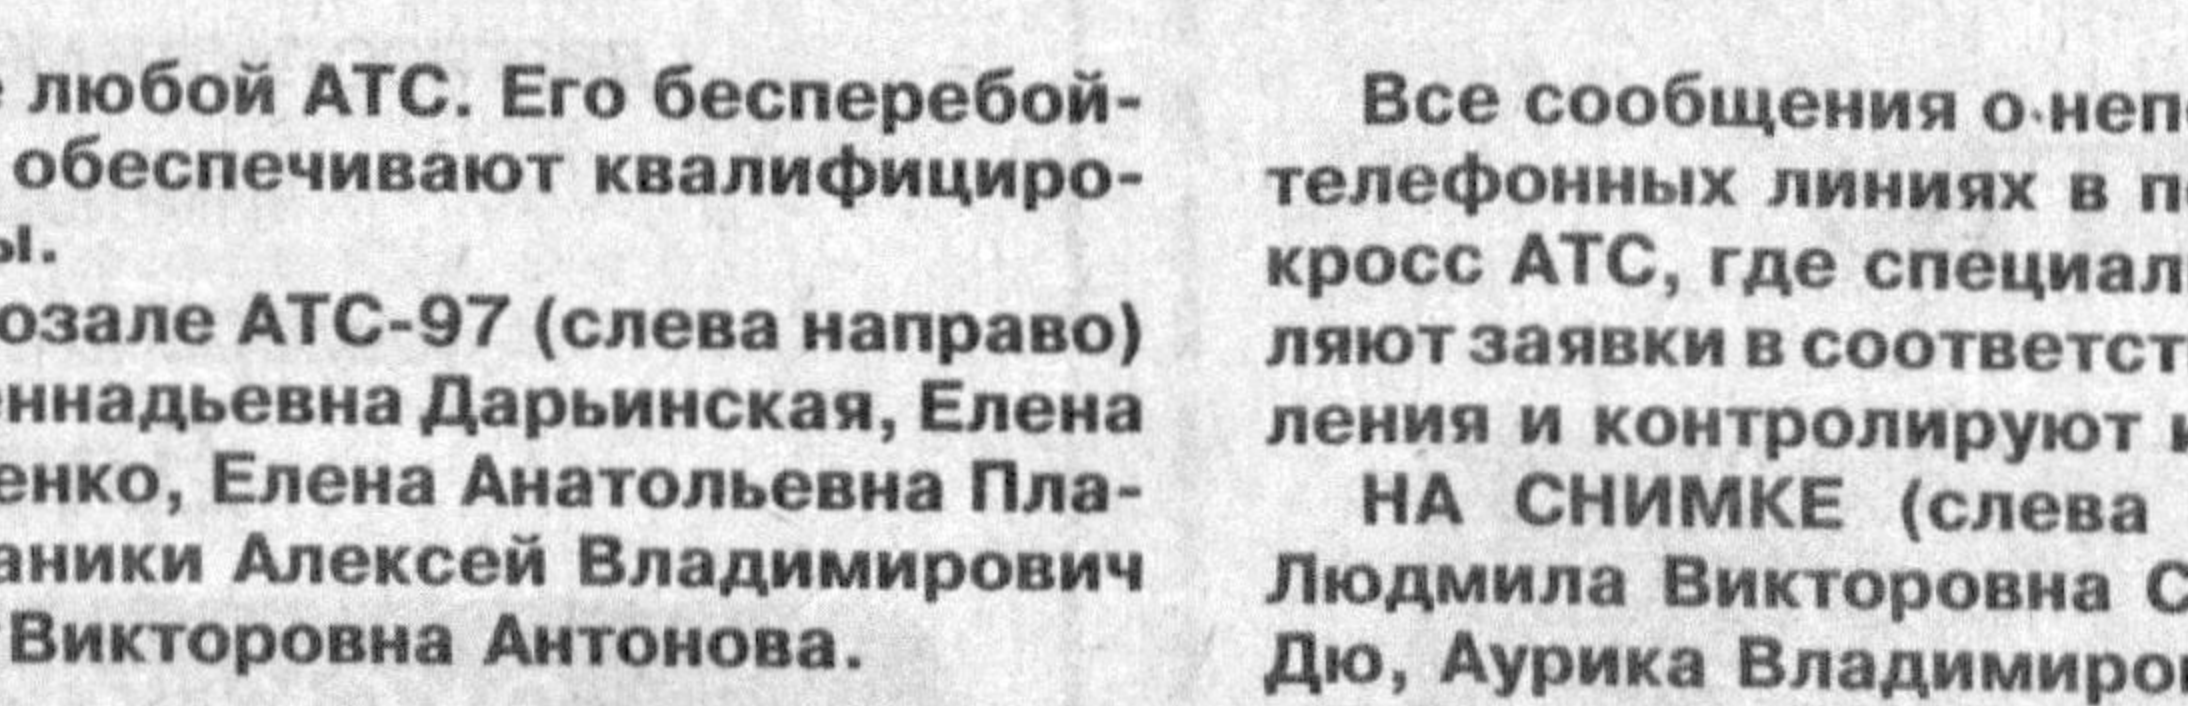 любой АТС. Его бесперебой-
обеспечивают квалифициро-
ы.
озале АТС-97 (слева направо)
еннадьевна Дарьинская, Елена
енко, Елена Анатольевна Пла-
аники Алексей Владимирович
Викторовна Антонова.
Все сообщения о неп
телефонных линиях в п
кросс АТС, где специал
ляют заявки в соответст
ления и контролируют
НА СНИМКЕ (слева
Людмила Викторовна С
Дю, Аурика Владимиро